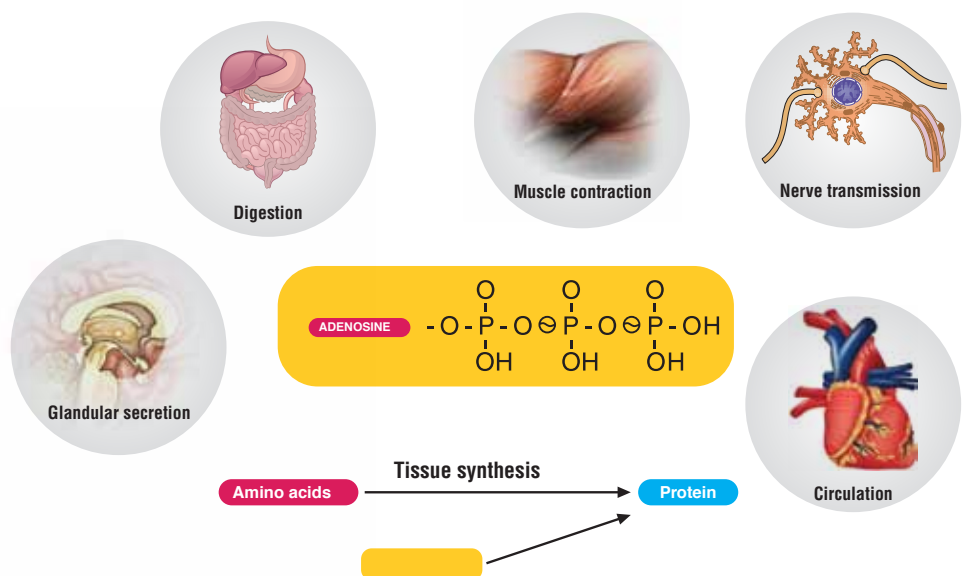 Digestion
Muscle contraction
Nerve transmission
Glandular secretion
O O O
ADENOSINE - O - P - O ⊖ P - O ⊖ P - OH
OH OH OH
Circulation
Tissue synthesis
Amino acids
Protein